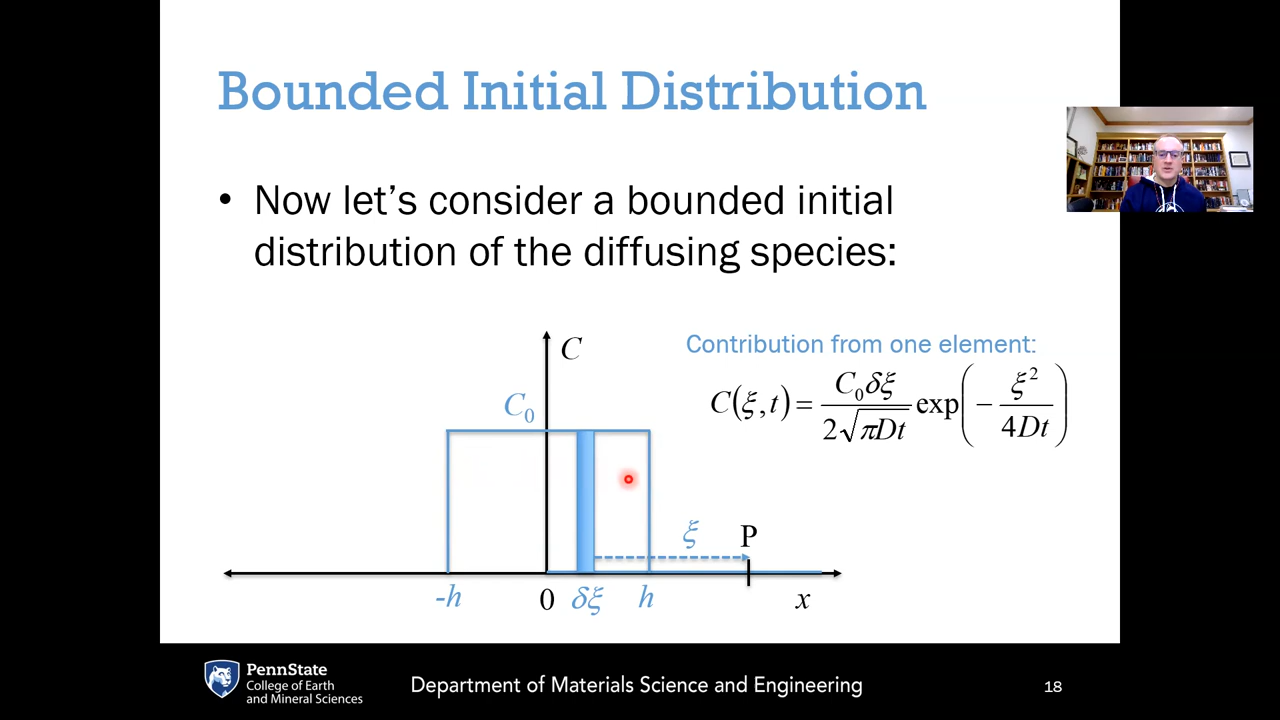 Bounded Initial Distribution
• Now let's consider a bounded initial
distribution of the diffusing species:
Contribution from one element:
C(ξ,t) = C₀δξ / 2√πDt exp(− ξ² / 4Dt)
C
C₀
ξ
P
-h
0
δξ
h
x
PennState
College of Earth
and Mineral Sciences
Department of Materials Science and Engineering
18